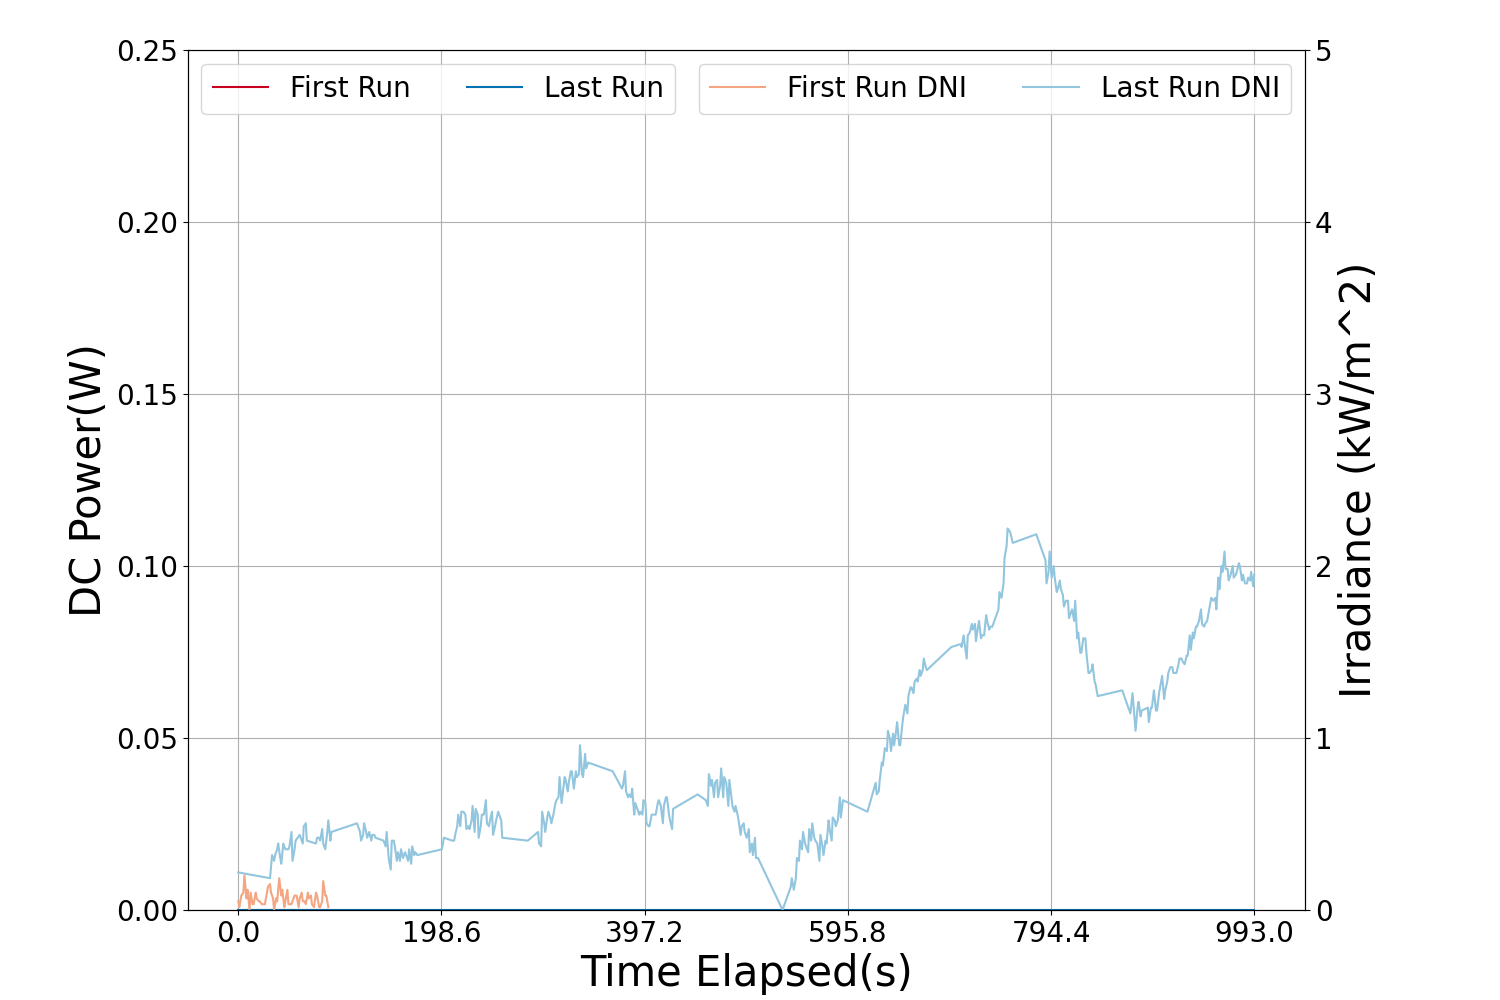 First Run
Last Run
First Run DNI
Last Run DNI
DC Power(W)
0.25
0.20
0.15
0.10
0.05
0.00
5
4
3
2
1
0
Irradiance (kW/m^2)
0.0
198.6
397.2
595.8
794.4
993.0
Time Elapsed(s)